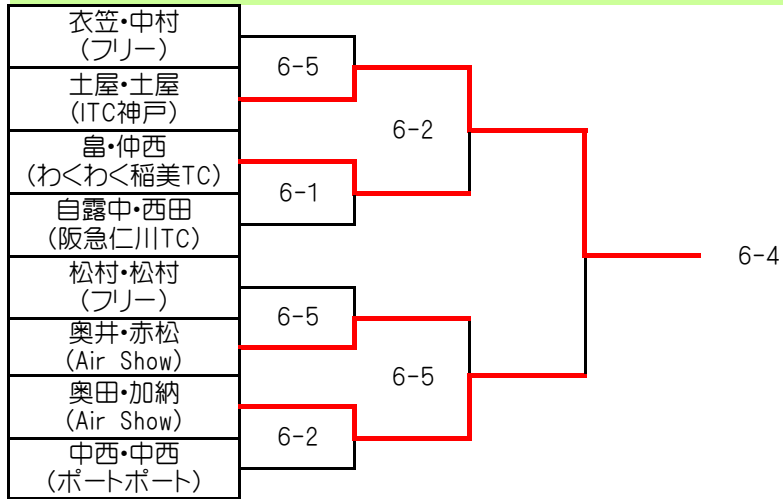 衣笠・中村
(フリー)
土屋・土屋
(ITC神戸)
畠・仲西
(わくわく稲美TC)
自露中・西田
(阪急仁川TC)
松村・松村
(フリー)
奥井・赤松
(Air Show)
奥田・加納
(Air Show)
中西・中西
(ポートポート)
6-5
6-1
6-5
6-2
6-2
6-5
6-4